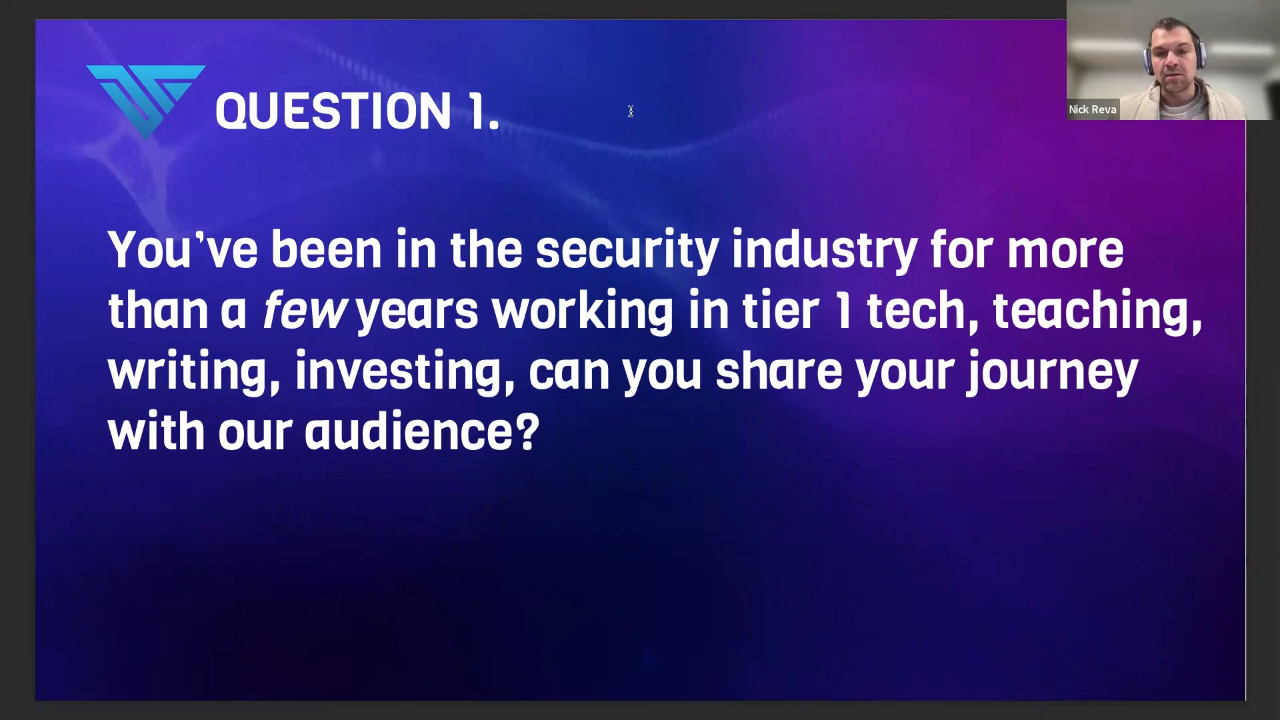 QUESTION 1.
You’ve been in the security industry for more
than a few years working in tier 1 tech, teaching,
writing, investing, can you share your journey
with our audience?
Nick Reva